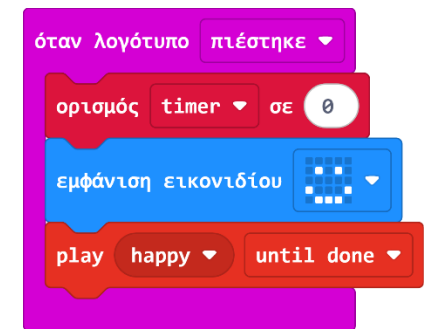 όταν λογότυπο πιέστηκε
ορισμός timer σε 0
εμφάνιση εικονιδίου
play happy until done